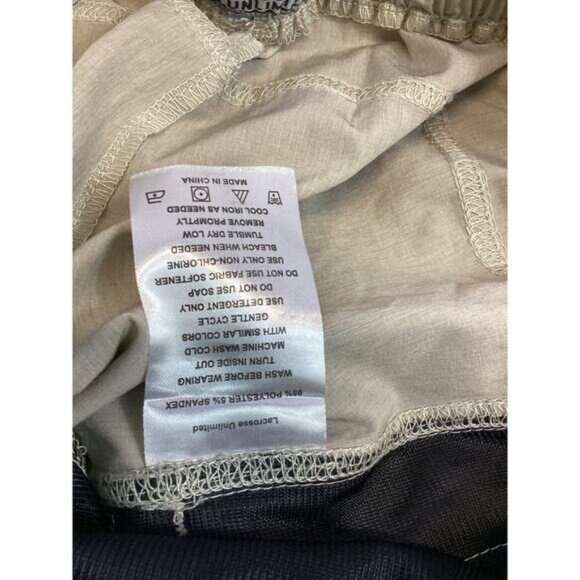 UNLIM
Lacrosse Unlimited
95% POLYESTER 5% SPANDEX
WASH BEFORE WEARING
TURN INSIDE OUT
MACHINE WASH COLD
WITH SIMILAR COLORS
GENTLE CYCLE
USE DETERGENT ONLY
DO NOT USE SOAP
DO NOT USE FABRIC SOFTENER
USE ONLY NON-CHLORINE
BLEACH WHEN NEEDED
TUMBLE DRY LOW
REMOVE PROMPTLY
COOL IRON AS NEEDED
MADE IN CHINA